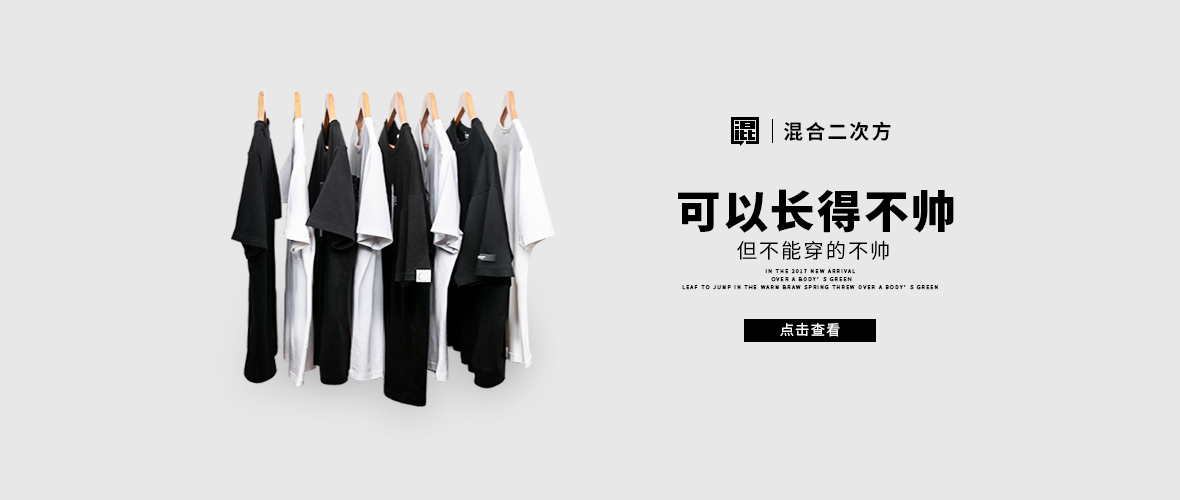 混 混合二次方
可以长得不帅
但不能穿的不帅
IN THE 2017 NEW ARRIVAL
OVER A BODY' S GREEN
LEAF TO JUMP IN THE WARM BRAW SPRING THREW OVER A BODY' S GREEN
点击查看